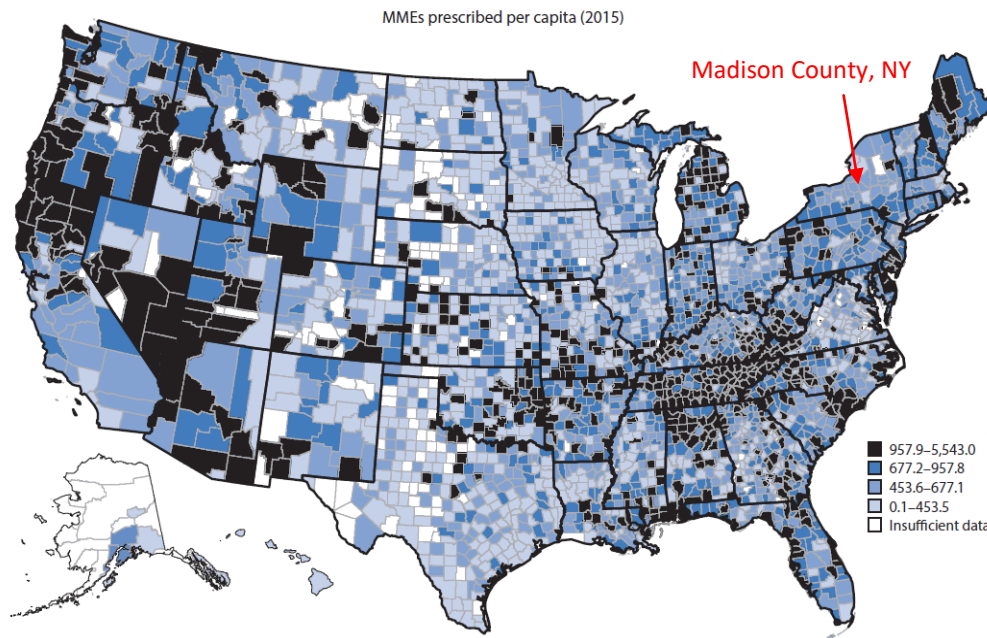 MMEs prescribed per capita (2015)
Madison County, NY
957.9–5,543.0
677.2–957.8
453.6–677.1
0.1–453.5
Insufficient data